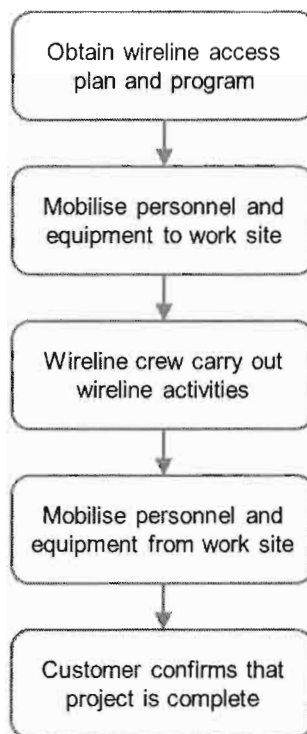 Obtain wireline access
plan and program
Mobilise personnel and
equipment to work site
Wireline crew carry out
wireline activities
Mobilise personnel and
equipment from work site
Customer confirms that
project is complete